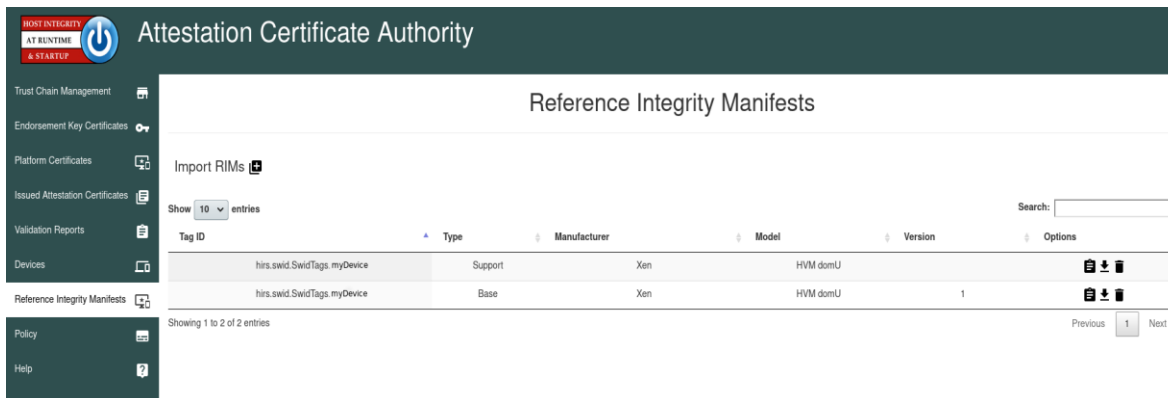 HOST INTEGRITY
AT RUNTIME
& STARTUP
Attestation Certificate Authority
Trust Chain Management
Endorsement Key Certificates
Platform Certificates
Issued Attestation Certificates
Validation Reports
Devices
Reference Integrity Manifests
Policy
Help
Reference Integrity Manifests
Import RIMs
Show 10 entries
Search:
Tag ID Type Manufacturer Model Version Options
hirs.swid.SwidTags.myDevice Support Xen HVM domU
hirs.swid.SwidTags.myDevice Base Xen HVM domU 1
Showing 1 to 2 of 2 entries
Previous 1 Next